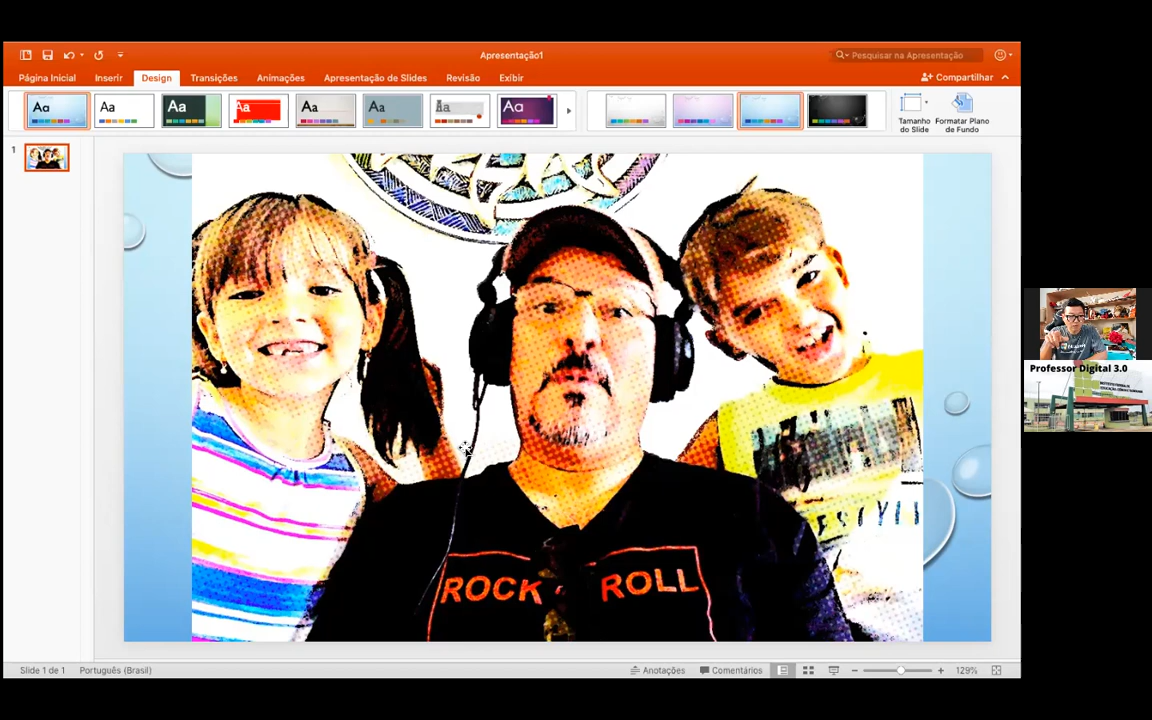 Apresentação1
Pesquisar na Apresentação
Página Inicial
Inserir
Design
Transições
Animações
Apresentação de Slides
Revisão
Exibir
Compartilhar
Aa
Aa
Aa
Aa
Aa
Aa
Aa
Aa
Tamanho
do Slide
Formatar Plano
de Fundo
1
ROCK
ROLL
Professor Digital 3.0
Slide 1 de 1
Português (Brasil)
Anotações
Comentários
129%